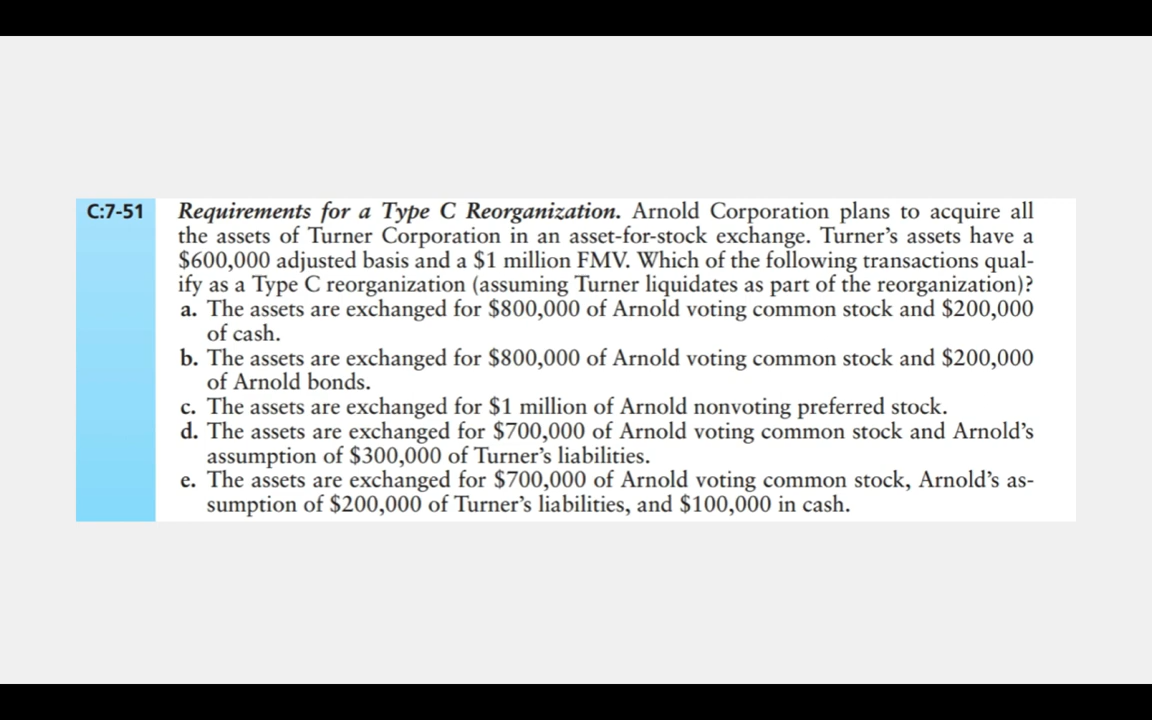 C:7-51 Requirements for a Type C Reorganization. Arnold Corporation plans to acquire all
the assets of Turner Corporation in an asset-for-stock exchange. Turner's assets have a
$600,000 adjusted basis and a $1 million FMV. Which of the following transactions qual-
ify as a Type C reorganization (assuming Turner liquidates as part of the reorganization)?
a. The assets are exchanged for $800,000 of Arnold voting common stock and $200,000
of cash.
b. The assets are exchanged for $800,000 of Arnold voting common stock and $200,000
of Arnold bonds.
c. The assets are exchanged for $1 million of Arnold nonvoting preferred stock.
d. The assets are exchanged for $700,000 of Arnold voting common stock and Arnold's
assumption of $300,000 of Turner's liabilities.
e. The assets are exchanged for $700,000 of Arnold voting common stock, Arnold's as-
sumption of $200,000 of Turner's liabilities, and $100,000 in cash.